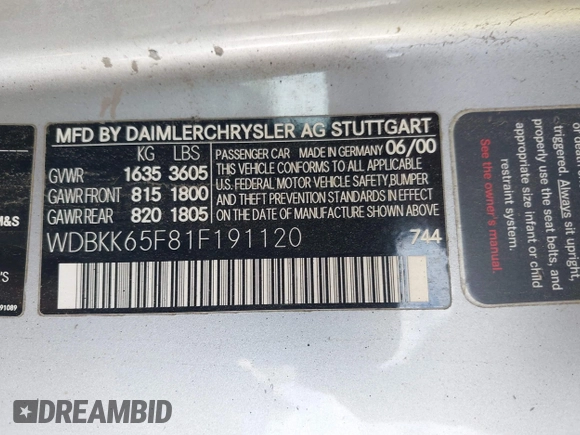 MFD BY DAIMLERCHRYSLER AG STUTTGART
KG LBS
GVWR 1635 3605
GAWR FRONT 815 1800
GAWR REAR 820 1805
PASSENGER CAR MADE IN GERMANY 06/00
THIS VEHICLE CONFORMS TO ALL APPLICABLE
U.S. FEDERAL MOTOR VEHICLE SAFETY, BUMPER
AND THEFT PREVENTION STANDARDS IN EFFECT
ON THE DATE OF MANUFACTURE SHOWN ABOVE
WDBKK65F81F191120 744
M&S
'S
91089
triggered. Always sit upright,
properly use the seat belts, and
appropriate size infant or child
restraint system.
See owner's manual.
DREAMBID